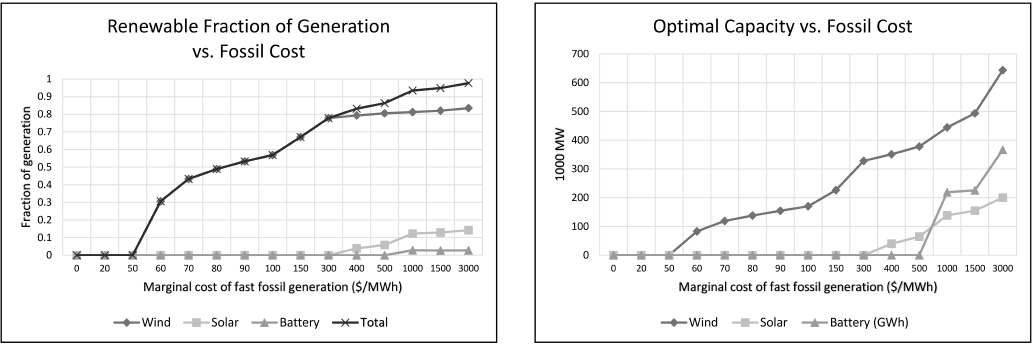 Renewable Fraction of Generation
vs. Fossil Cost
Fraction of generation
1
0.9
0.8
0.7
0.6
0.5
0.4
0.3
0.2
0.1
0
0 20 50 60 70 80 90 100 150 300 400 500 1000 1500 3000
Marginal cost of fast fossil generation ($/MWh)
Wind Solar Battery Total
Optimal Capacity vs. Fossil Cost
1000 MW
700
600
500
400
300
200
100
0
0 20 50 60 70 80 90 100 150 300 400 500 1000 1500 3000
Marginal cost of fast fossil generation ($/MWh)
Wind Solar Battery (GWh)